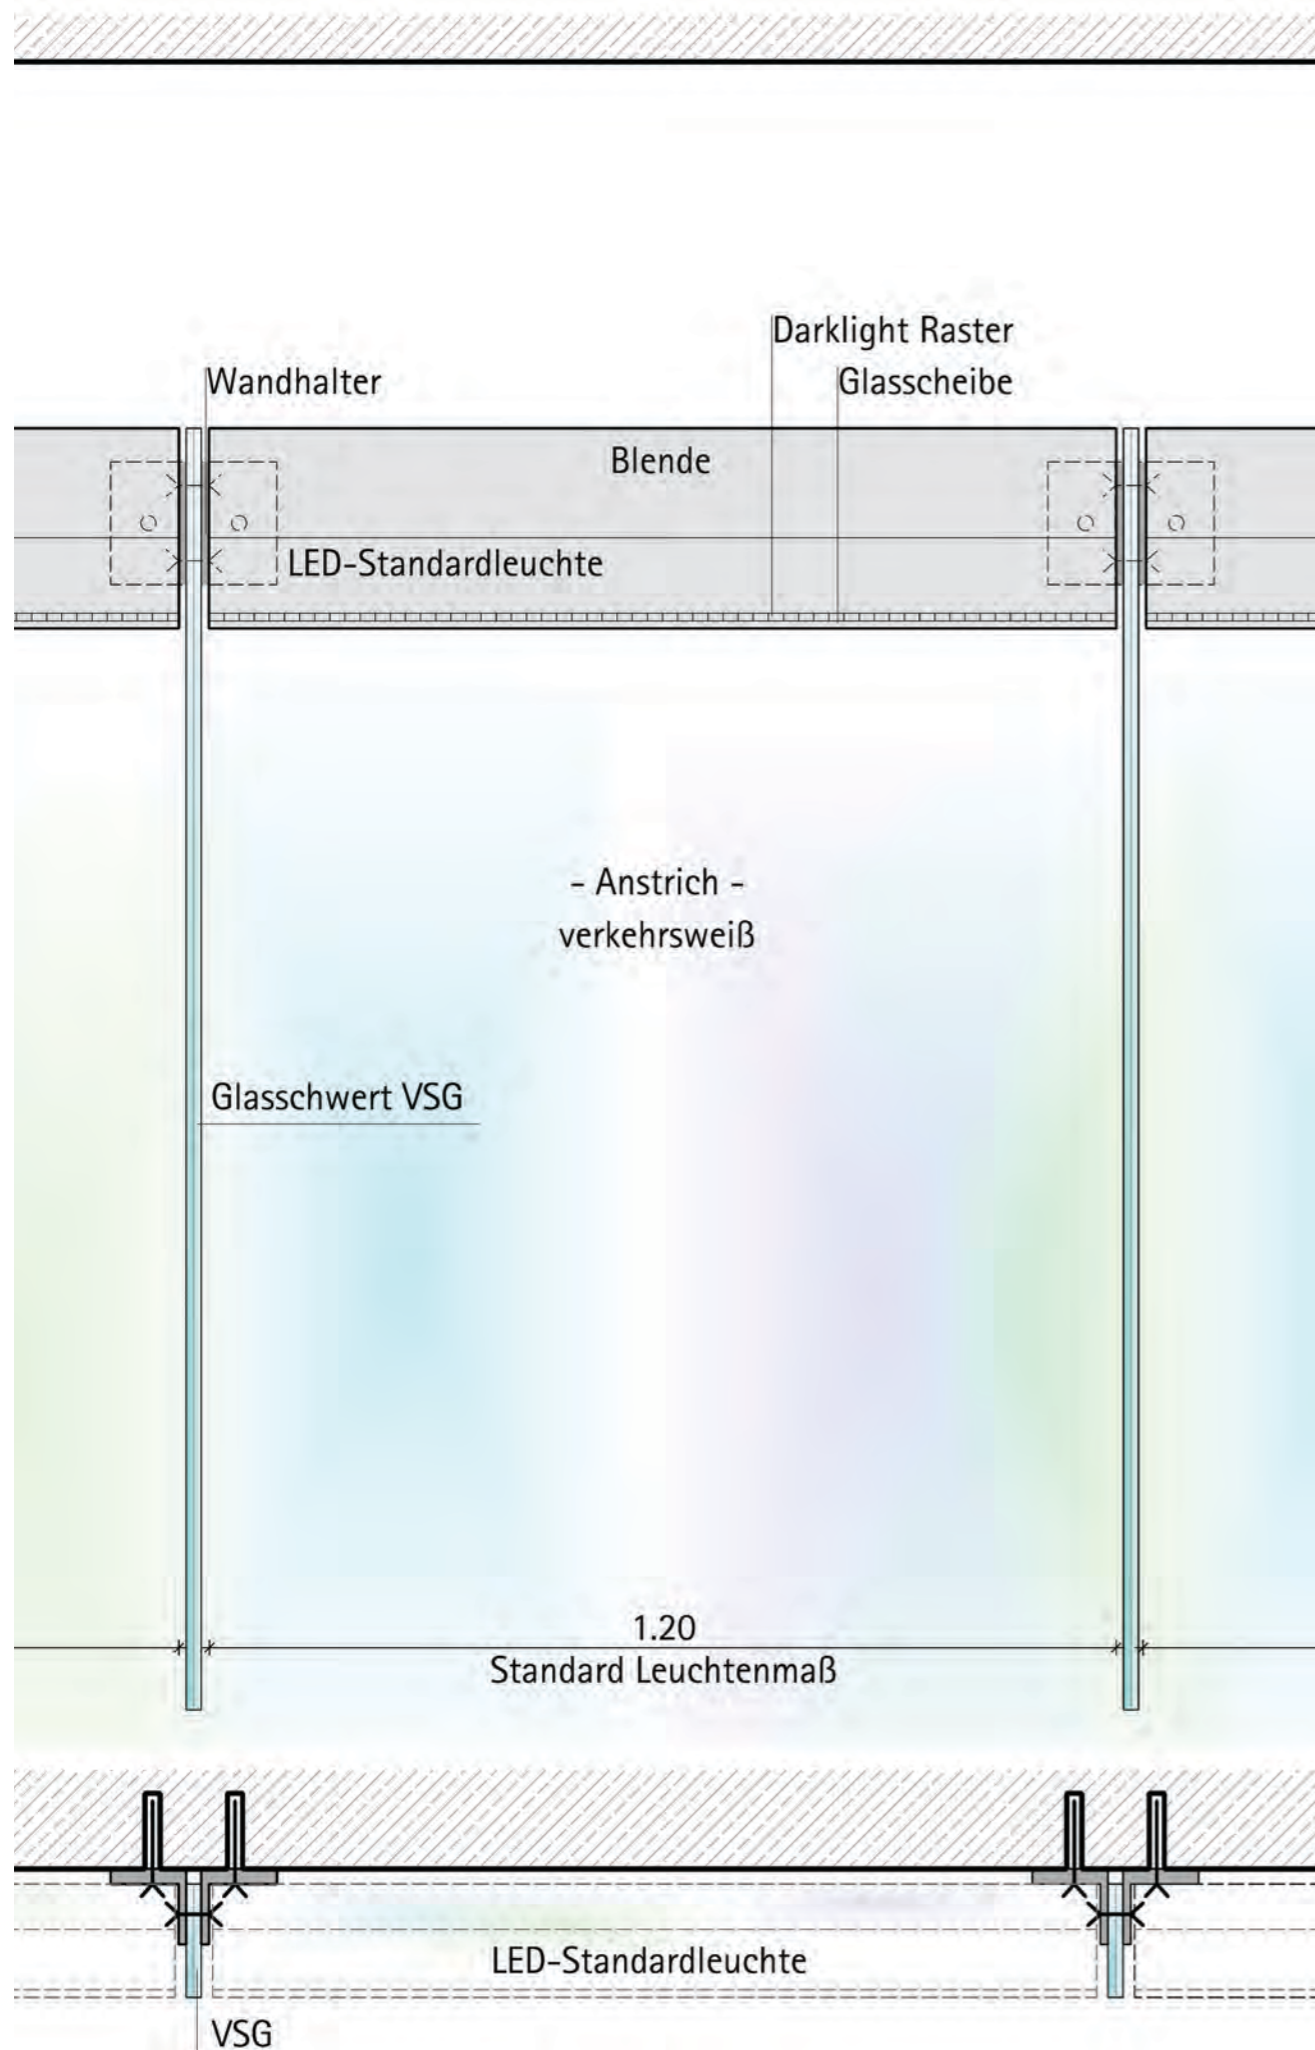 Darklight Raster
Wandhalter
Glasscheibe
Blende
LED-Standardleuchte
- Anstrich -
verkehrsweiß
Glasschwert VSG
1.20
Standard Leuchtenmaß
LED-Standardleuchte
VSG